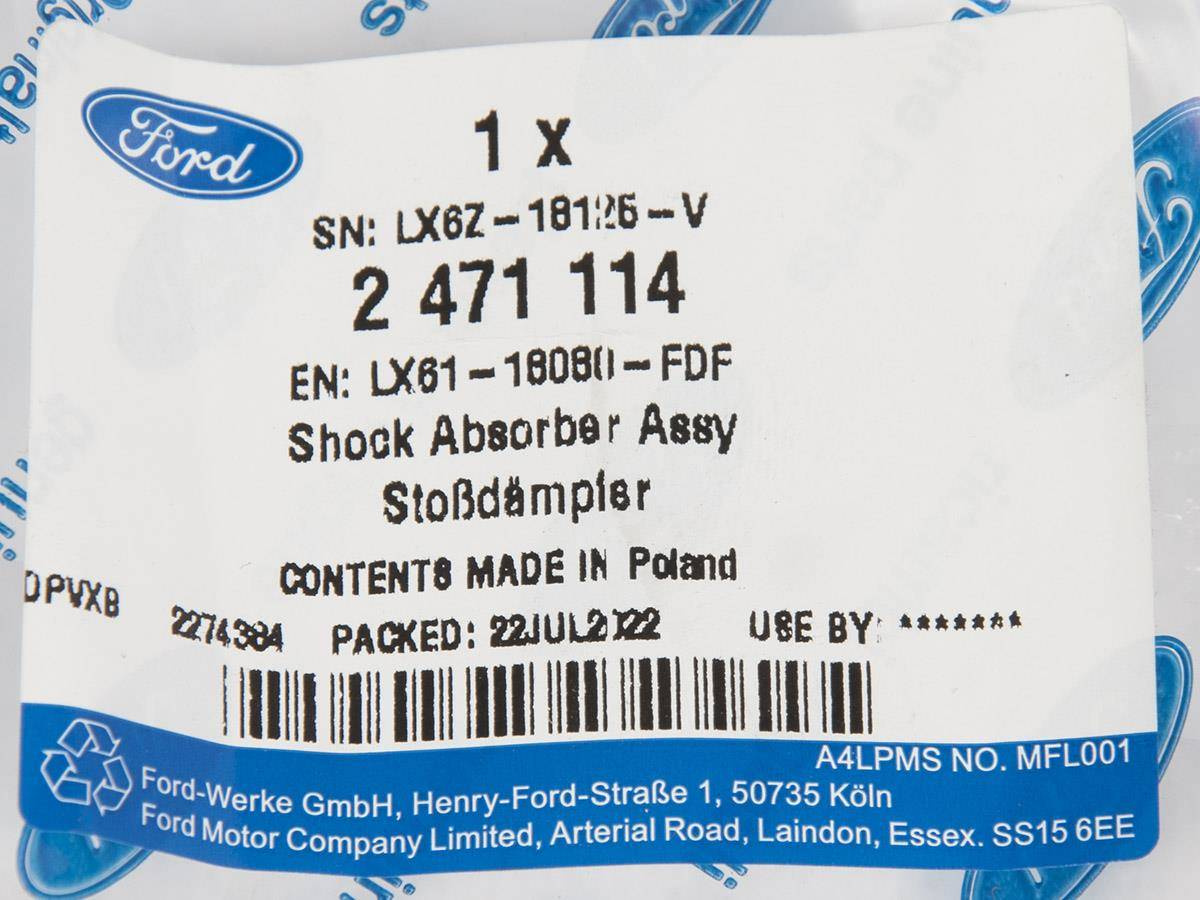 Ford
1 x
SN: LX6Z-18125-V
2 471 114
EN: LX61-18080-FDF
Shock Absorber Assy
Stoßdämpfer
CONTENTS MADE IN Poland
DPVXB
2274384 PACKED: 22JUL2022 USE BY: *******
A4LPMS NO. MFL001
Ford-Werke GmbH, Henry-Ford-Straße 1, 50735 Köln
Ford Motor Company Limited, Arterial Road, Laindon, Essex. SS15 6EE